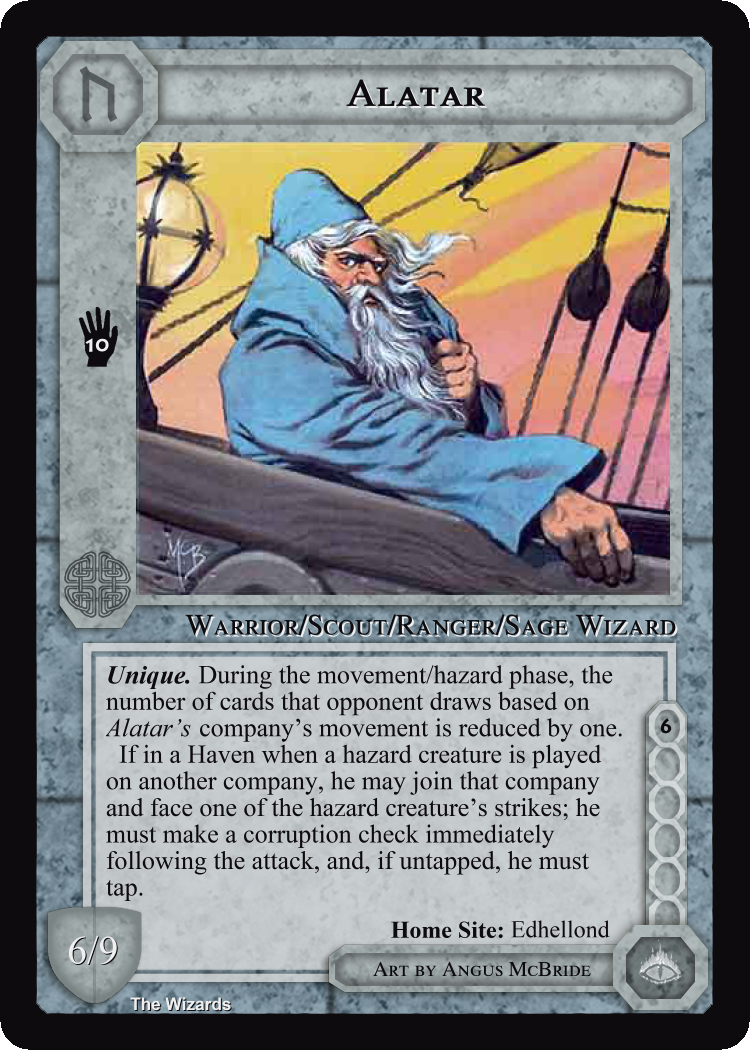 ᚢ
Alatar
10
McB
Warrior/Scout/Ranger/Sage Wizard
Unique. During the movement/hazard phase, the
number of cards that opponent draws based on
Alatar’s company’s movement is reduced by one.
If in a Haven when a hazard creature is played
on another company, he may join that company
and face one of the hazard creature’s strikes; he
must make a corruption check immediately
following the attack, and, if untapped, he must
tap.
6
Home Site: Edhellond
6/9
Art by Angus McBride
The Wizards